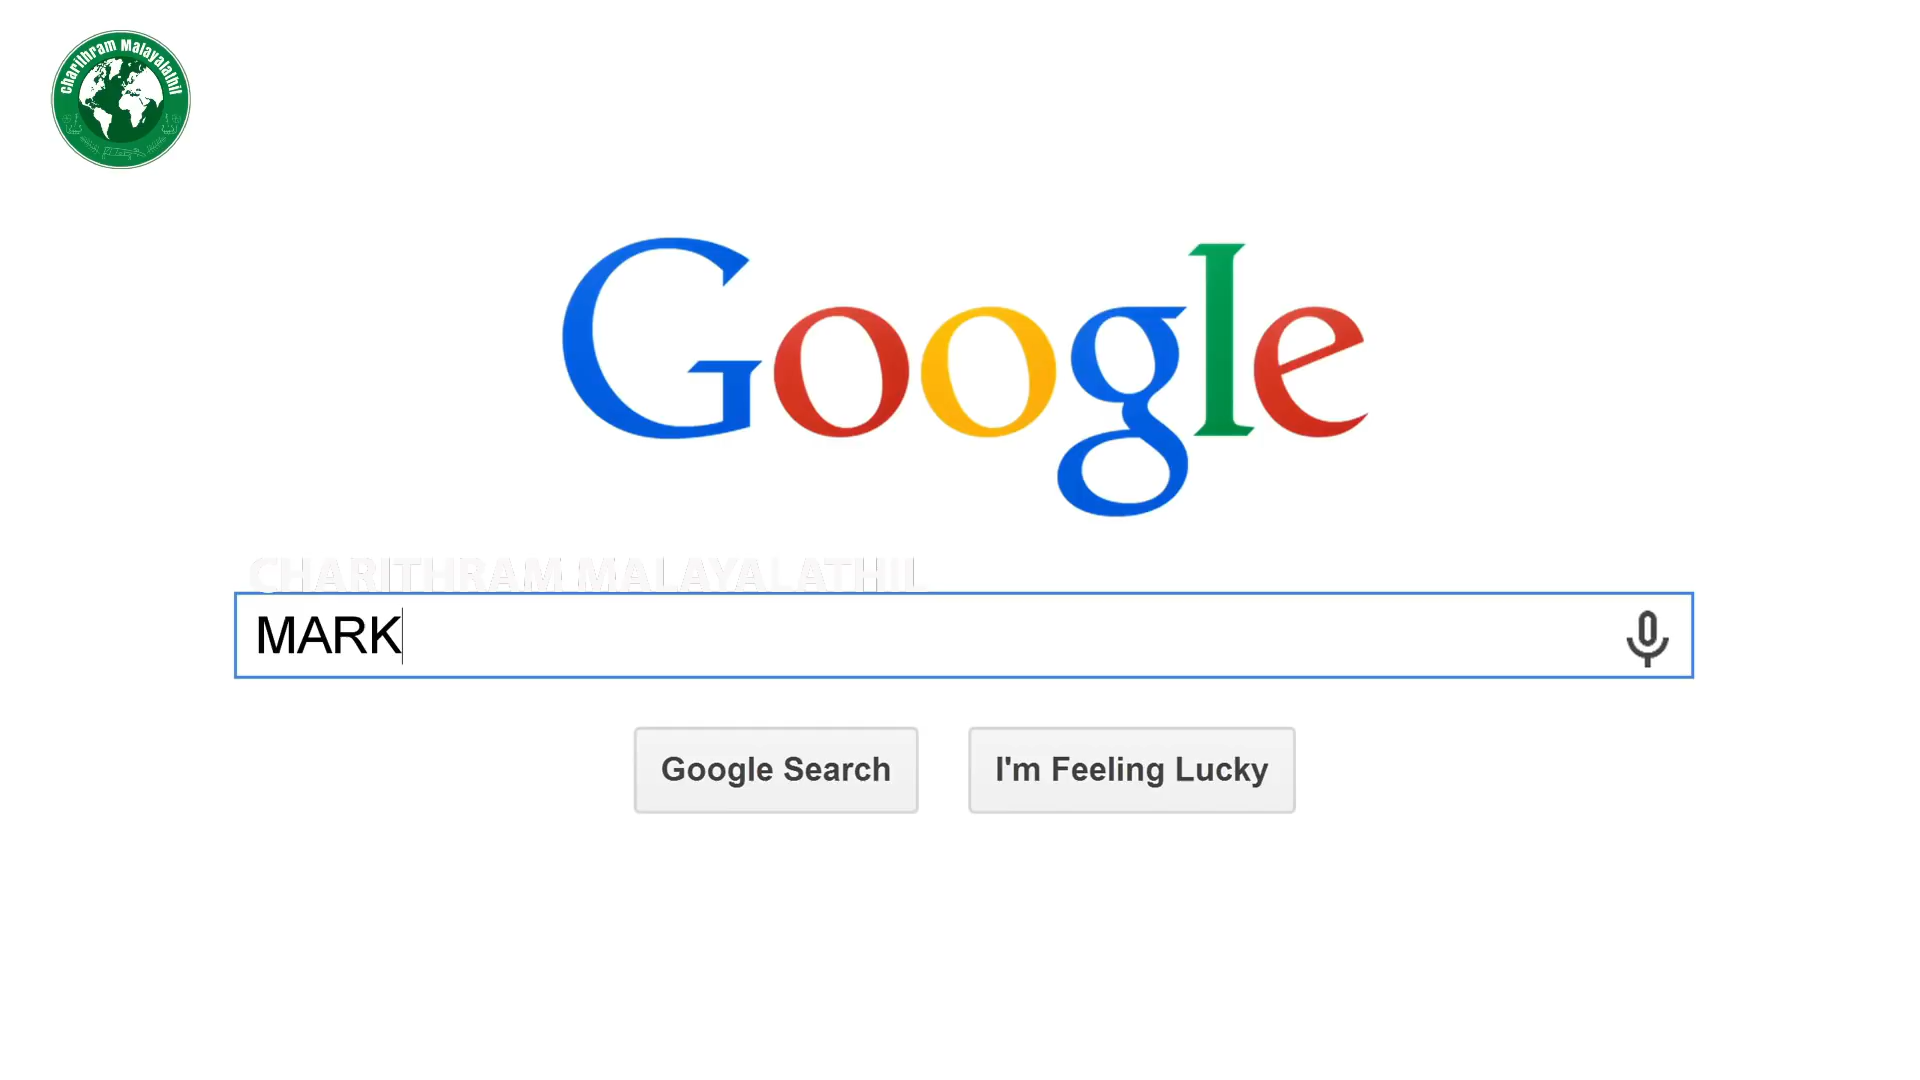 Charithram Malayalathil
Google
CHARITHRAM MALAYALATHIL
MARK
Google Search
I'm Feeling Lucky